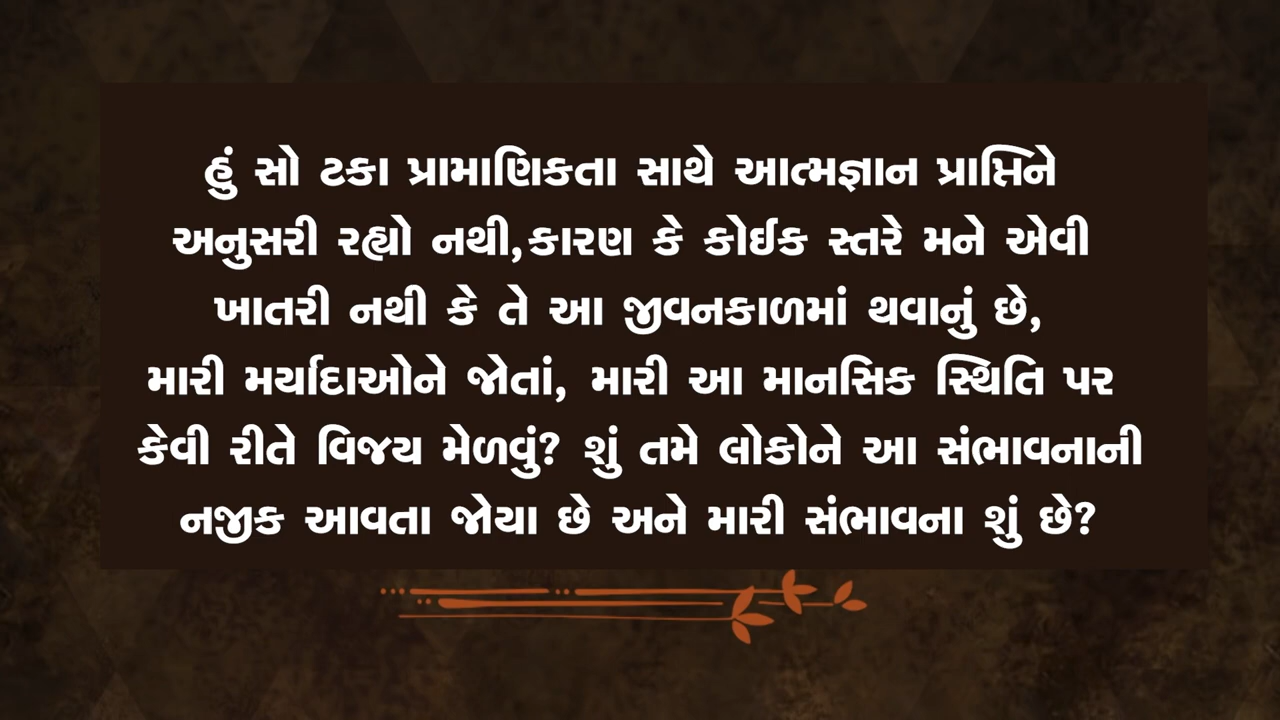 હું સો ટકા પ્રામાણિકતા સાથે આત્મજ્ઞાન પ્રાપ્તિને
અનુસરી રહ્યો નથી,કારણ કે કોઈક સ્તરે મને એવી
ખાતરી નથી કે તે આ જીવનકાળમાં થવાનું છે,
મારી મર્યાદાઓને જોતાં, મારી આ માનસિક સ્થિતિ પર
કેવી રીતે વિજય મેળવું? શું તમે લોકોને આ સંભાવનાની
નજીક આવતા જોયા છે અને મારી સંભાવના શું છે?